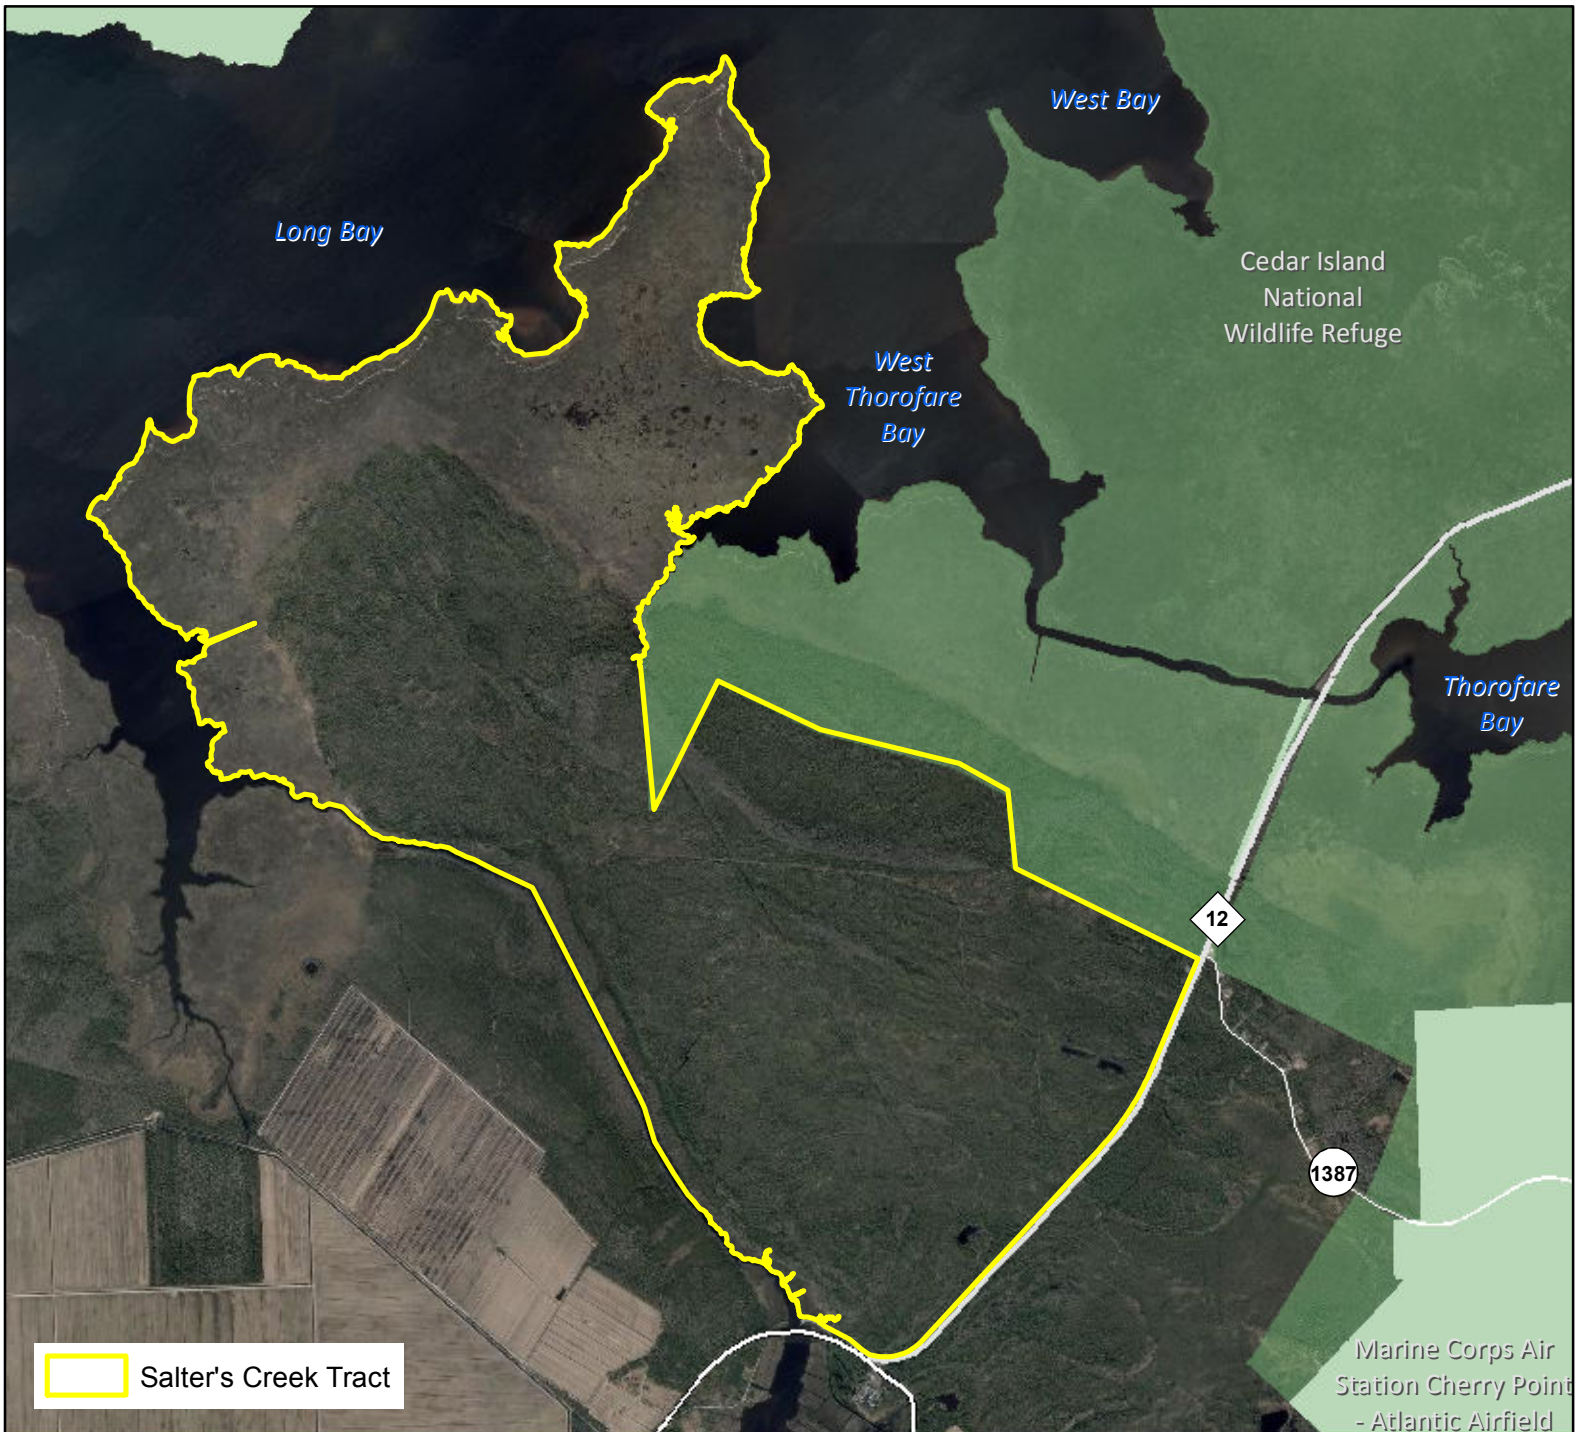 West Bay
Long Bay
Cedar Island
National
Wildlife Refuge
West
Thorofare
Bay
Thorofare
Bay
12
1387
Marine Corps Air
Station Cherry Point
- Atlantic Airfield
Salter's Creek Tract